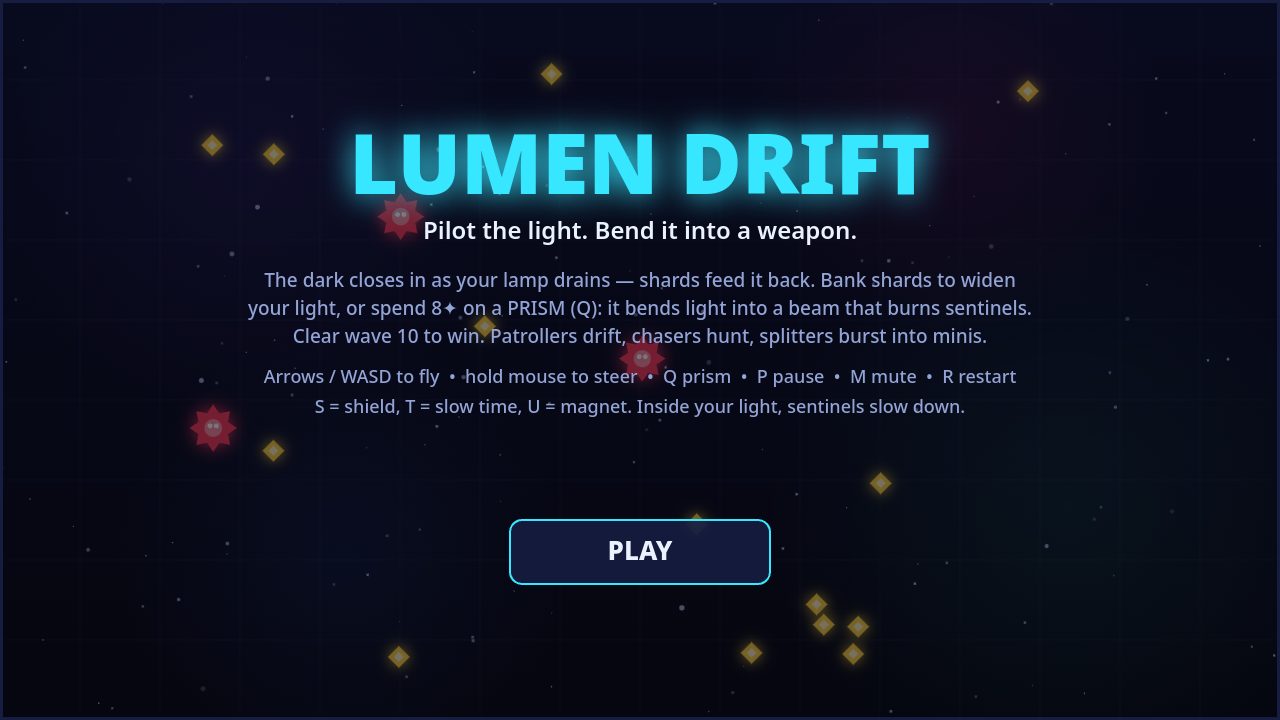 LUMEN DRIFT
Pilot the light. Bend it into a weapon.
The dark closes in as your lamp drains — shards feed it back. Bank shards to widen
your light, or spend 8✦ on a PRISM (Q): it bends light into a beam that burns sentinels.
Clear wave 10 to win. Patrollers drift, chasers hunt, splitters burst into minis.
Arrows / WASD to fly • hold mouse to steer • Q prism • P pause • M mute • R restart
S = shield, T = slow time, U = magnet. Inside your light, sentinels slow down.
PLAY